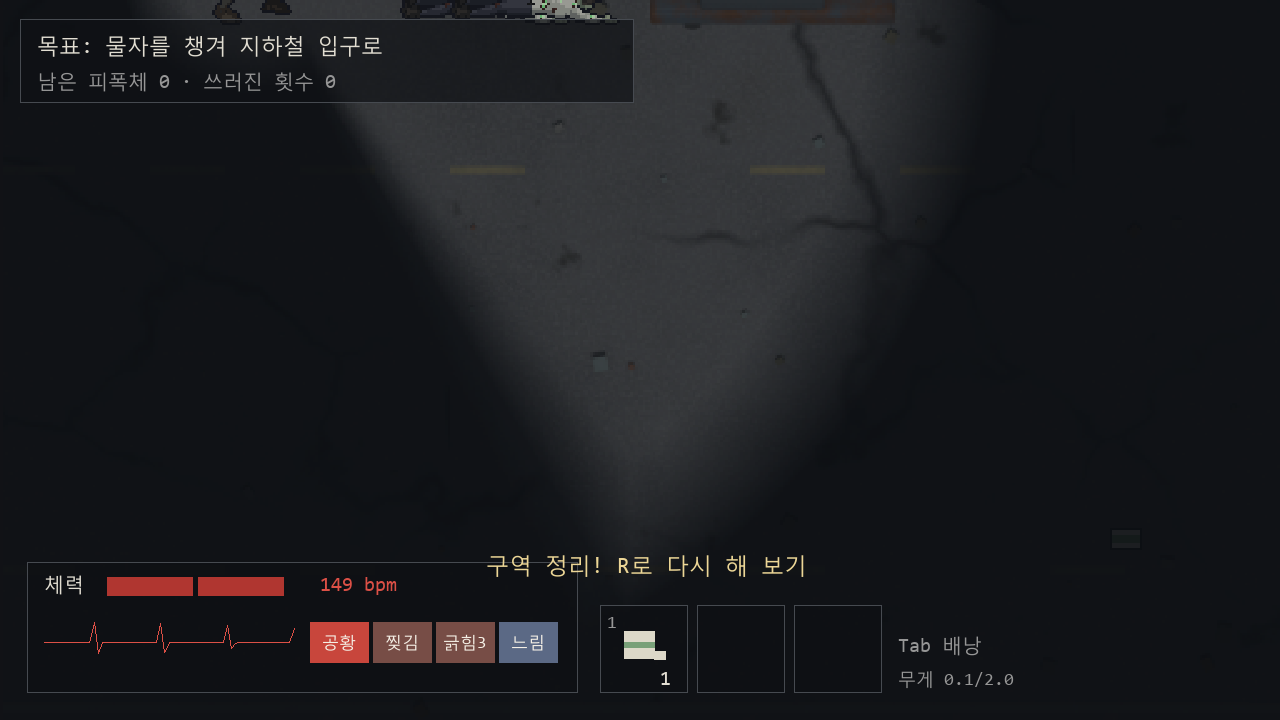 목표: 물자를 챙겨 지하철 입구로
남은 피폭체 0 · 쓰러진 횟수 0
구역 정리! R로 다시 해 보기
체력 149 bpm
공황 찢김 긁힘3 느림
1
1
Tab 배낭
무게 0.1/2.0